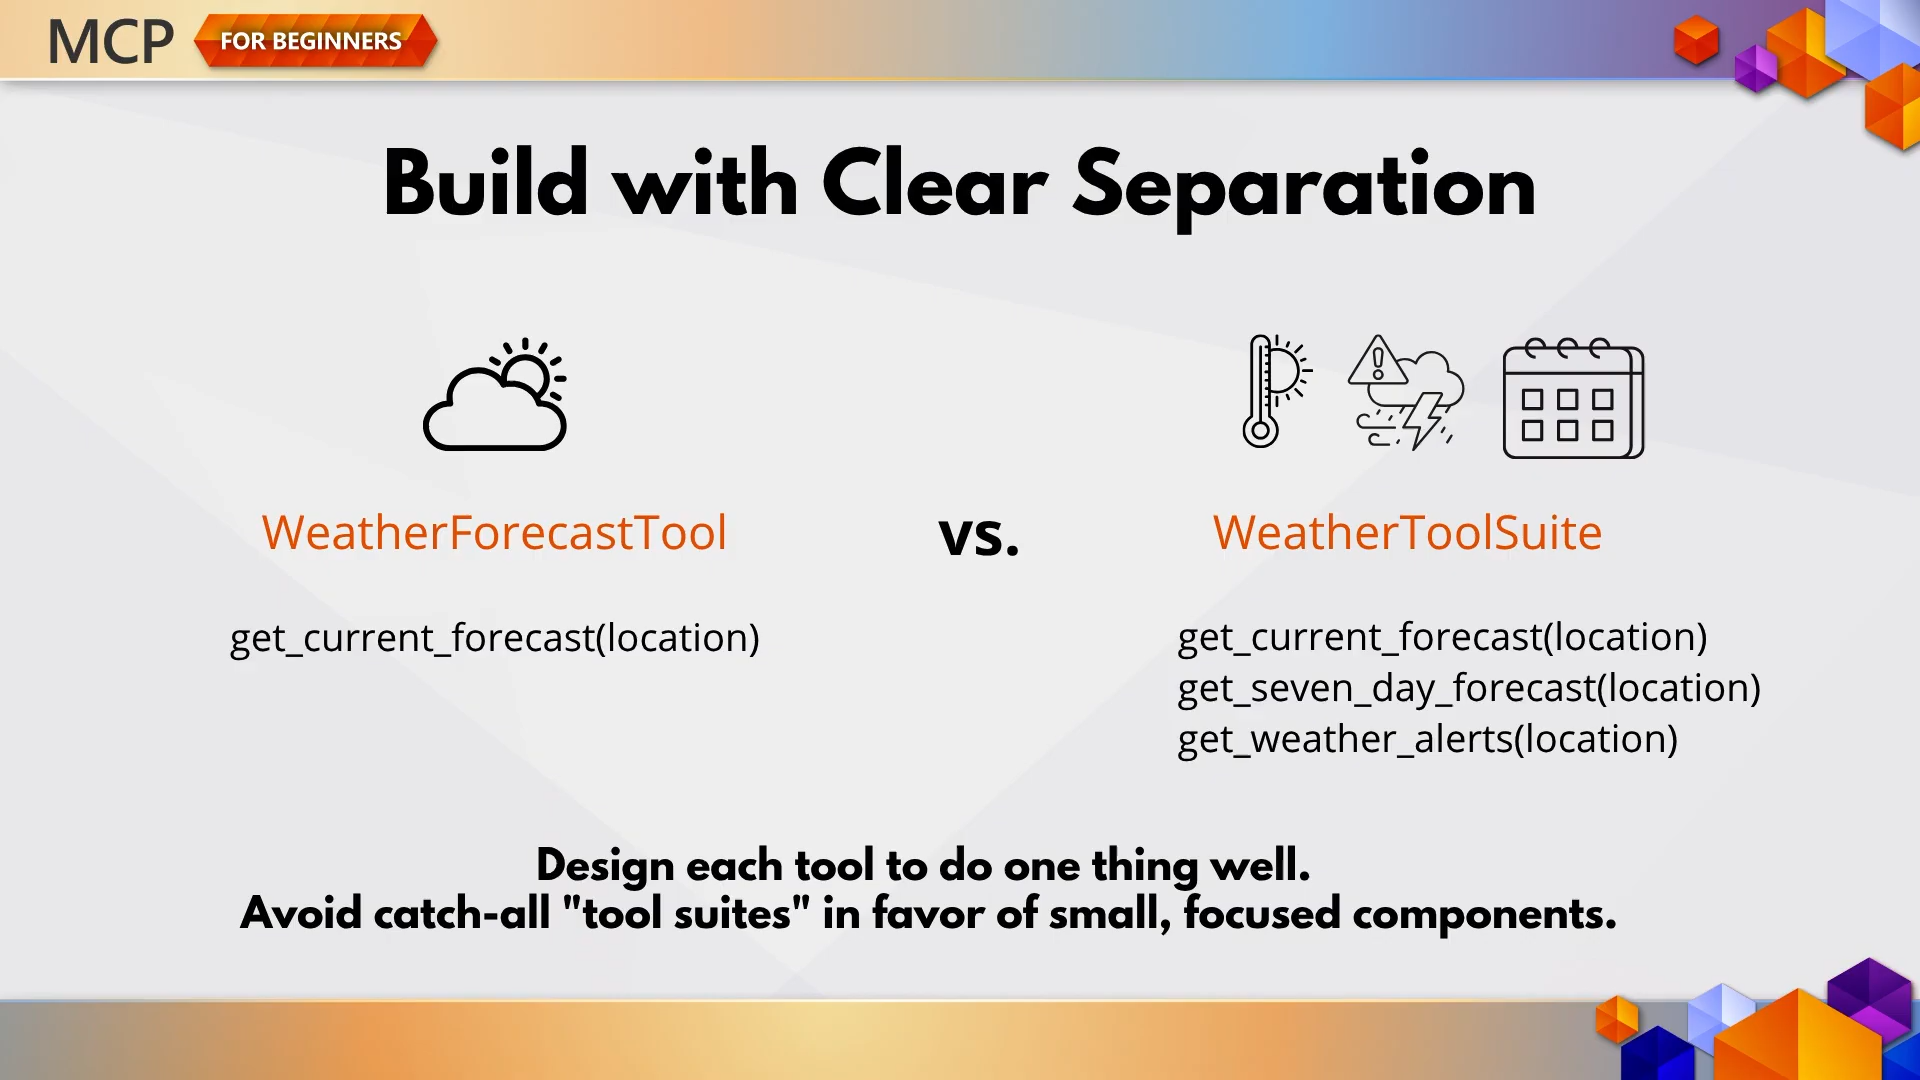 MCP FOR BEGINNERS
Build with Clear Separation
WeatherForecastTool
get_current_forecast(location)
vs.
WeatherToolSuite
get_current_forecast(location)
get_seven_day_forecast(location)
get_weather_alerts(location)
Design each tool to do one thing well.
Avoid catch-all "tool suites" in favor of small, focused components.